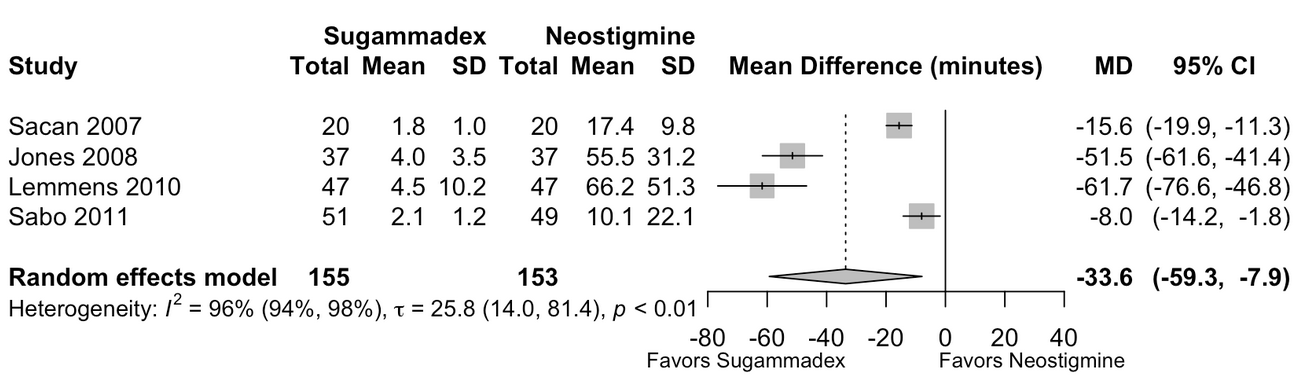 Sugammadex Neostigmine
Study Total Mean SD Total Mean SD Mean Difference (minutes) MD 95% CI
Sacan 2007 20 1.8 1.0 20 17.4 9.8 -15.6 (-19.9, -11.3)
Jones 2008 37 4.0 3.5 37 55.5 31.2 -51.5 (-61.6, -41.4)
Lemmens 2010 47 4.5 10.2 47 66.2 51.3 -61.7 (-76.6, -46.8)
Sabo 2011 51 2.1 1.2 49 10.1 22.1 -8.0 (-14.2, -1.8)
Random effects model 155 153 -33.6 (-59.3, -7.9)
Heterogeneity: I² = 96% (94%, 98%), τ = 25.8 (14.0, 81.4), p < 0.01
-80 -60 -40 -20 0 20 40
Favors Sugammadex Favors Neostigmine